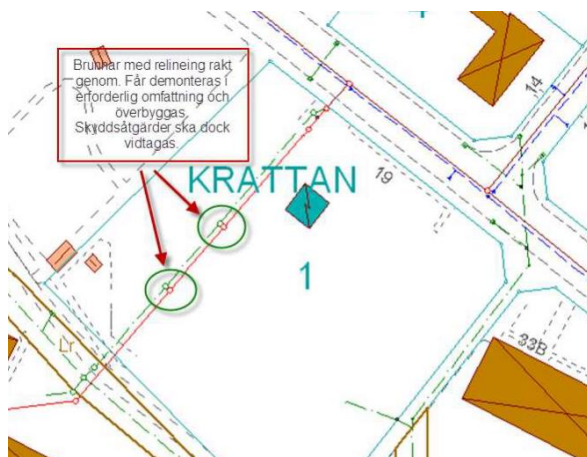 Brunnar med relineing rakt
genom. Får demonteras i
erforderlig omfattning och
överbyggas.
Skyddsåtgärder ska dock
vidtagas.
KRATTAN
19
14
1
Lr
33B